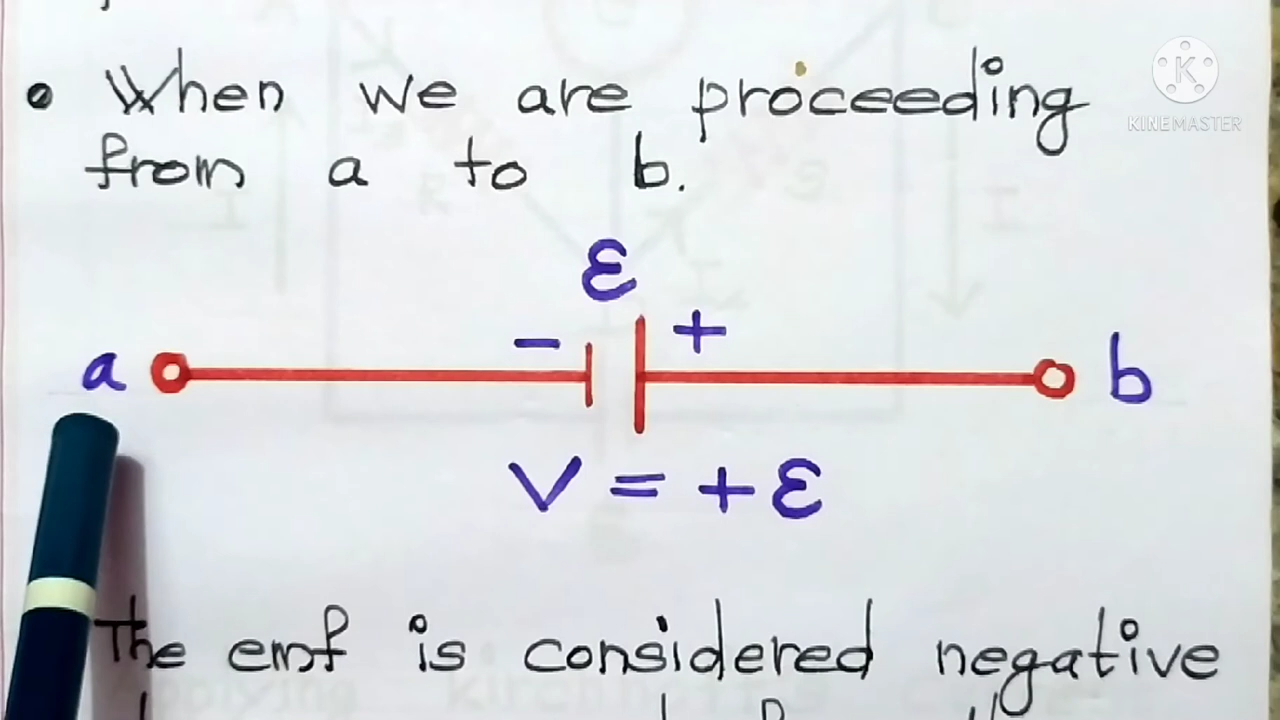 • When we are proceeding
K
KINEMASTER
from a to b.
ε
- +
a b
V = +ε
The emf is considered negative